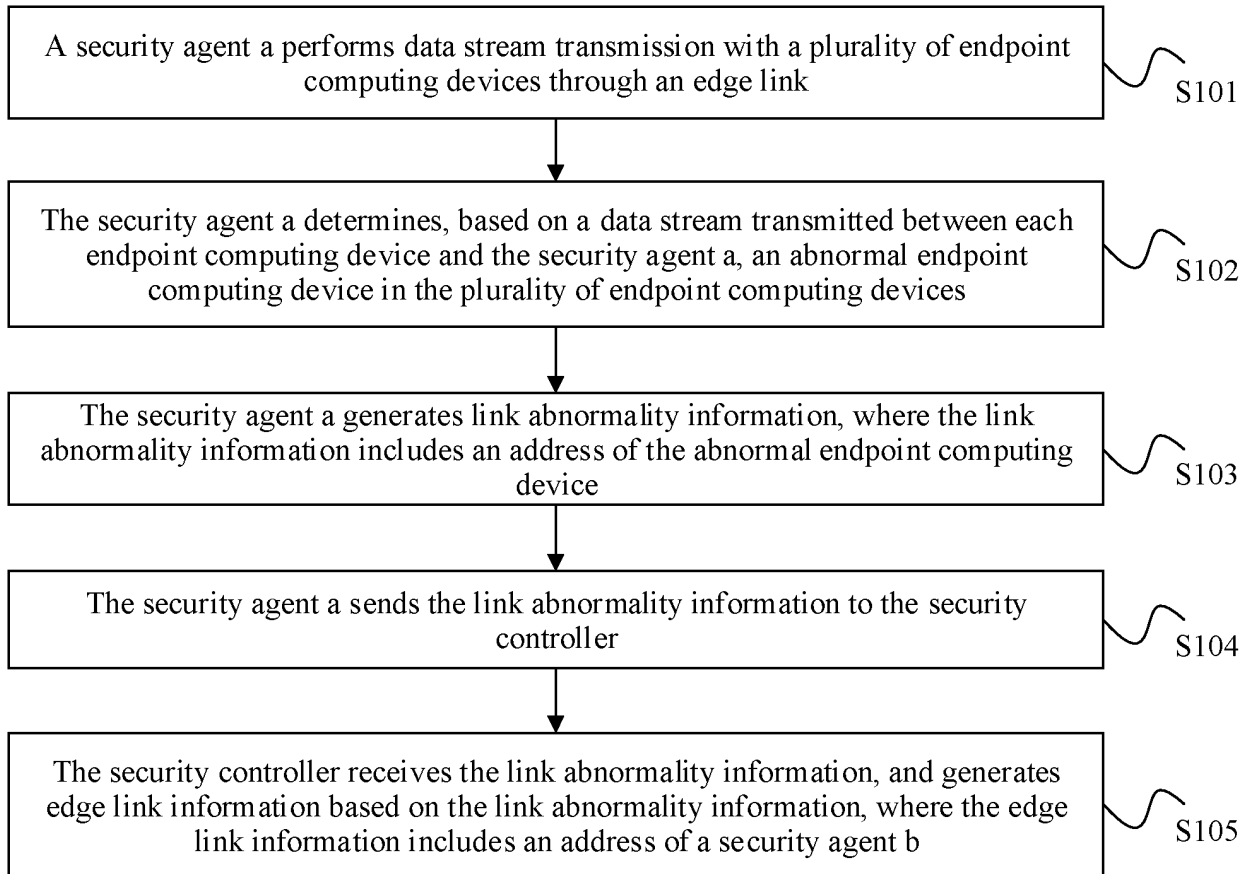 A security agent a performs data stream transmission with a plurality of endpoint
computing devices through an edge link
S101
The security agent a determines, based on a data stream transmitted between each
endpoint computing device and the security agent a, an abnormal endpoint
computing device in the plurality of endpoint computing devices
S102
The security agent a generates link abnormality information, where the link
abnormality information includes an address of the abnormal endpoint computing
device
S103
The security agent a sends the link abnormality information to the security
controller
S104
The security controller receives the link abnormality information, and generates
edge link information based on the link abnormality information, where the edge
link information includes an address of a security agent b
S105